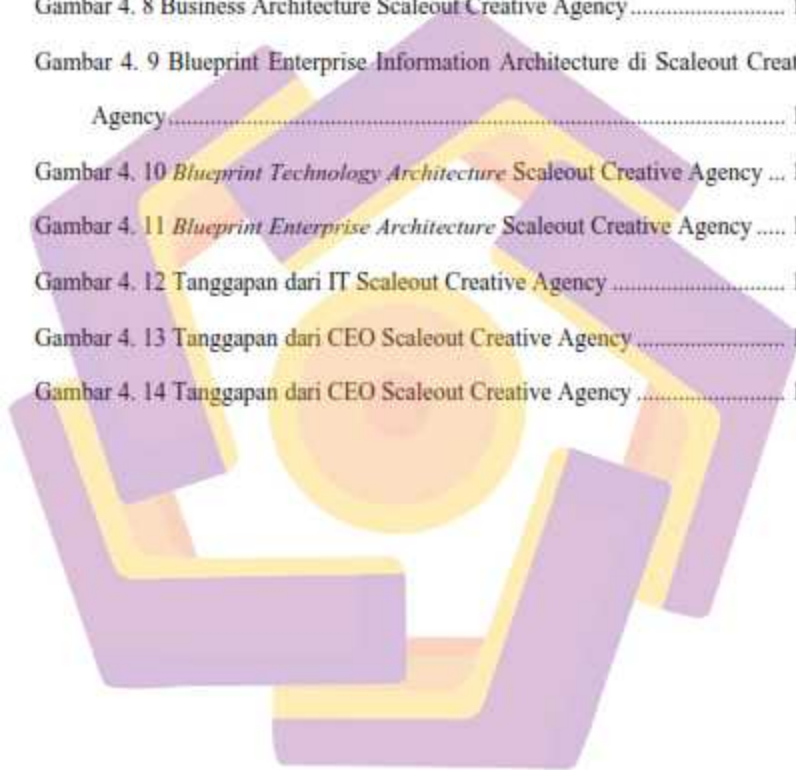 Gambar 4. 8 Business Architecture Scaleout Creative Agency ..........................
Gambar 4. 9 Blueprint Enterprise Information Architecture di Scaleout
Agency ...............................................................................................
Gambar 4. 10 Blueprint Technology Architecture Scaleout Creative Agency ...
Gambar 4. 11 Blueprint Enterprise Architecture Scaleout Creative Agency .....
Gambar 4. 12 Tanggapan dari IT Scaleout Creative Agency ...........................
Gambar 4. 13 Tanggapan dari CEO Scaleout Creative Agency .......................
Gambar 4. 14 Tanggapan dari CEO Scaleout Creative Agency ........................